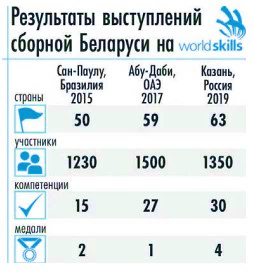 Результаты выступлений
сборной Беларуси на worldskills
Сан-Паулу, Абу-Даби, Казань,
Бразилия ОАЭ Россия
2015 2017 2019
страны
50 59 63
участники
1230 1500 1350
компетенции
15 27 30
медали
2 1 4